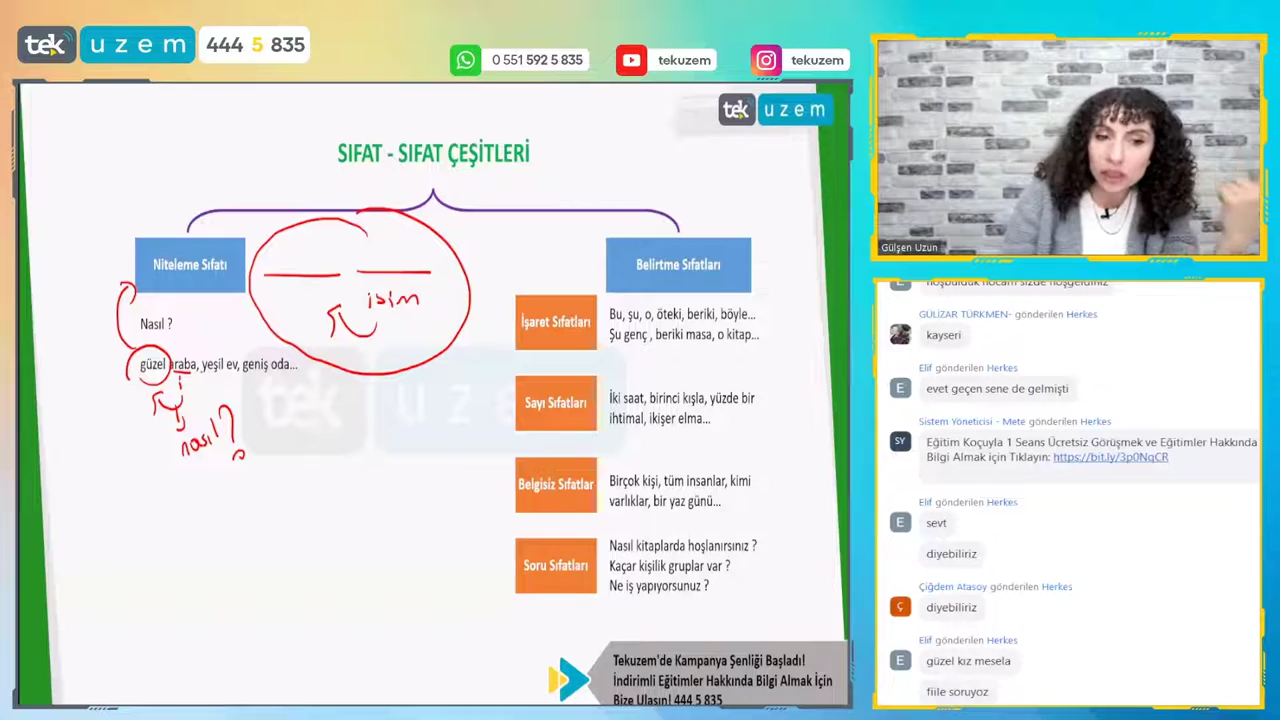 tek
uzem
444 5 835
0 551 592 5 835
tekuzem
tekuzem
tek uzem
SIFAT - SIFAT ÇEŞİTLERİ
Niteleme Sıfatı
Nasıl ?
güzel araba, yeşil ev, geniş oda...
isim
nasıl?
Belirtme Sıfatları
İşaret Sıfatları
Bu, şu, o, öteki, beriki, böyle...
Şu genç , beriki masa, o kitap...
Sayı Sıfatları
İki saat, birinci kışla, yüzde bir
ihtimal, ikişer elma...
Belgisiz Sıfatlar
Birçok kişi, tüm insanlar, kimi
varlıklar, bir yaz günü...
Soru Sıfatları
Nasıl kitaplarda hoşlanırsınız ?
Kaçar kişilik gruplar var ?
Ne iş yapıyorsunuz ?
tek uzem
Tekuzem'de Kampanya Şenliği Başladı!
İndirimli Eğitimler Hakkında Bilgi Almak İçin
Bize Ulaşın! 444 5 835
Gülşen Uzun
hoşbulduk hocam sizde hoşgeldiniz
GÜLİZAR TÜRKMEN- gönderilen Herkes
kayseri
Elif gönderilen Herkes
E
evet geçen sene de gelmişti
Sistem Yöneticisi - Mete gönderilen Herkes
SY
Eğitim Koçuyla 1 Seans Ücretsiz Görüşmek ve Eğitimler Hakkında
Bilgi Almak için Tıklayın: https://bit.ly/3p0NqCR
Elif gönderilen Herkes
E
sevt
diyebiliriz
Çiğdem Atasoy gönderilen Herkes
Ç
diyebiliriz
Elif gönderilen Herkes
E
güzel kız mesela
fiile soruyoz